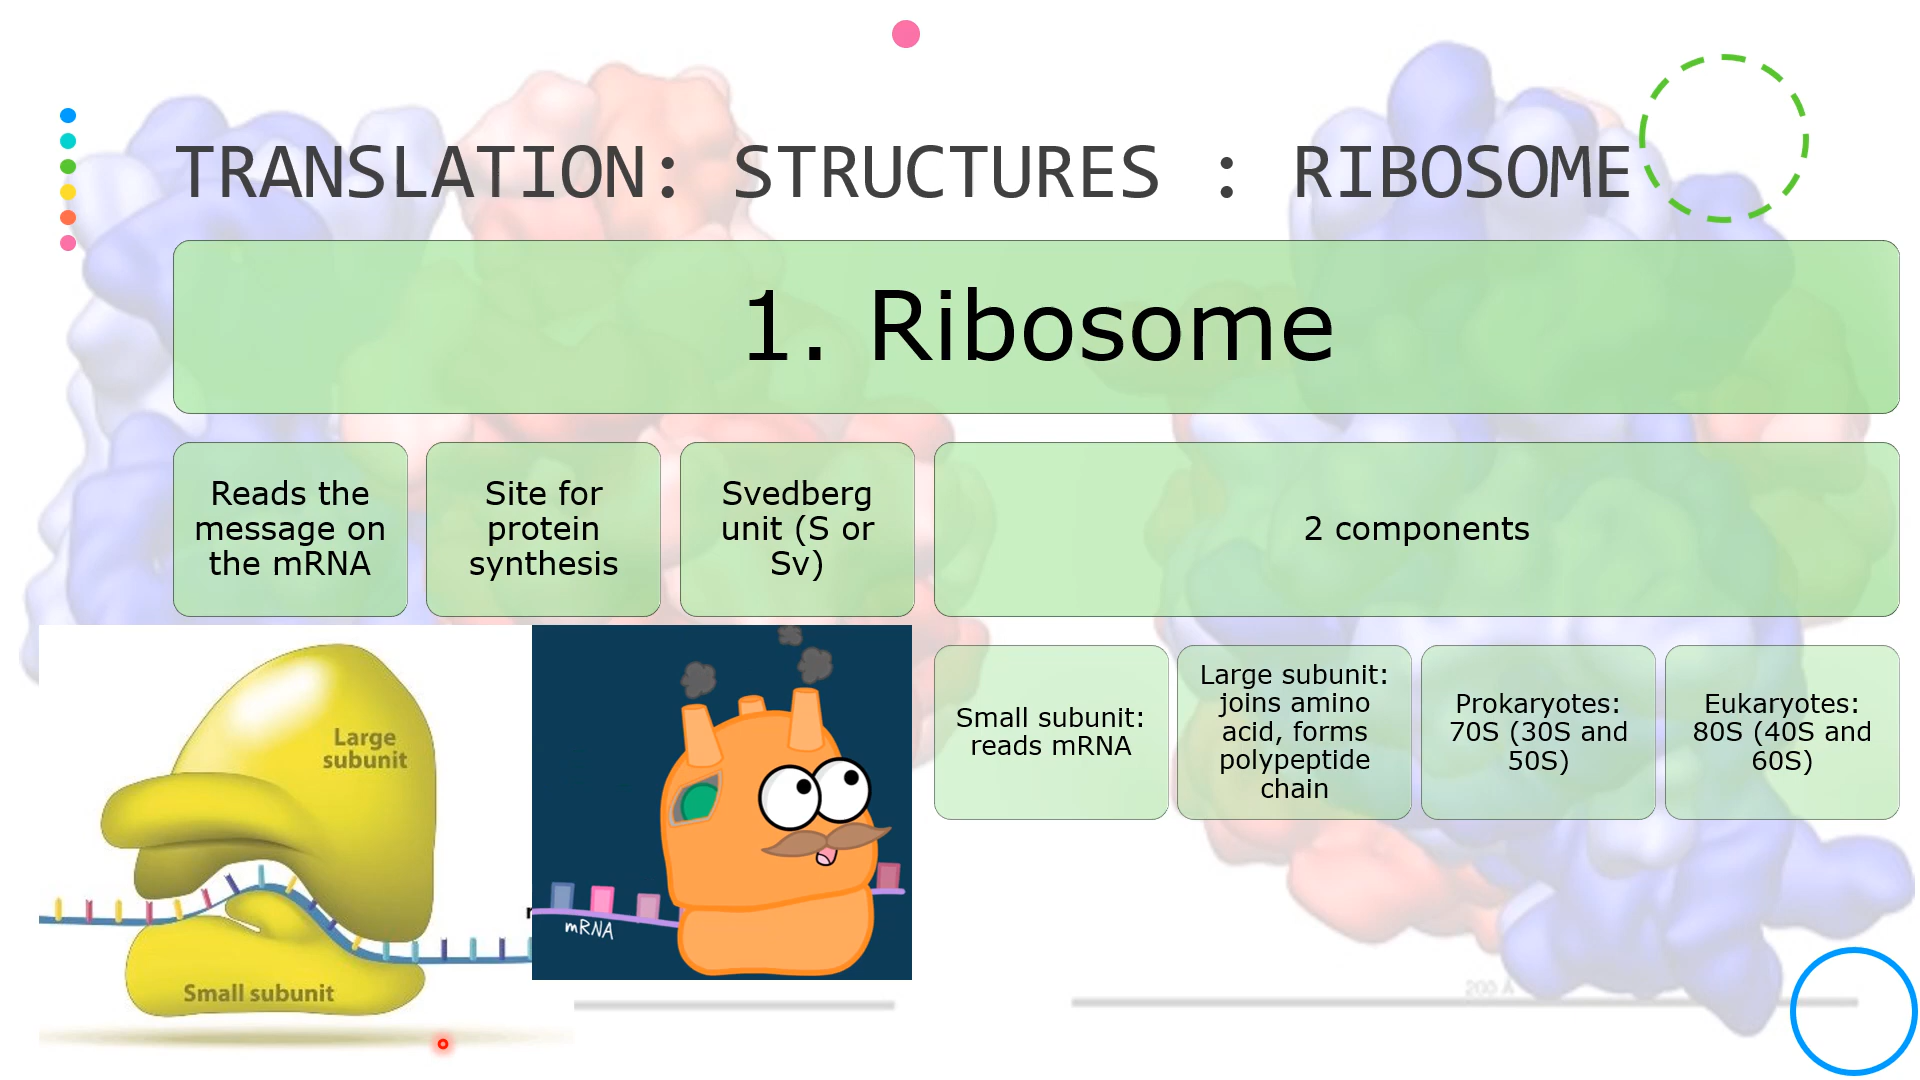 TRANSLATION: STRUCTURES : RIBOSOME
1. Ribosome
Reads the
message on
the mRNA
Site for
protein
synthesis
Svedberg
unit (S or
Sv)
2 components
Small subunit:
reads mRNA
Large subunit:
joins amino
acid, forms
polypeptide
chain
Prokaryotes:
70S (30S and
50S)
Eukaryotes:
80S (40S and
60S)
Large
subunit
Small subunit
mRNA
200 Å